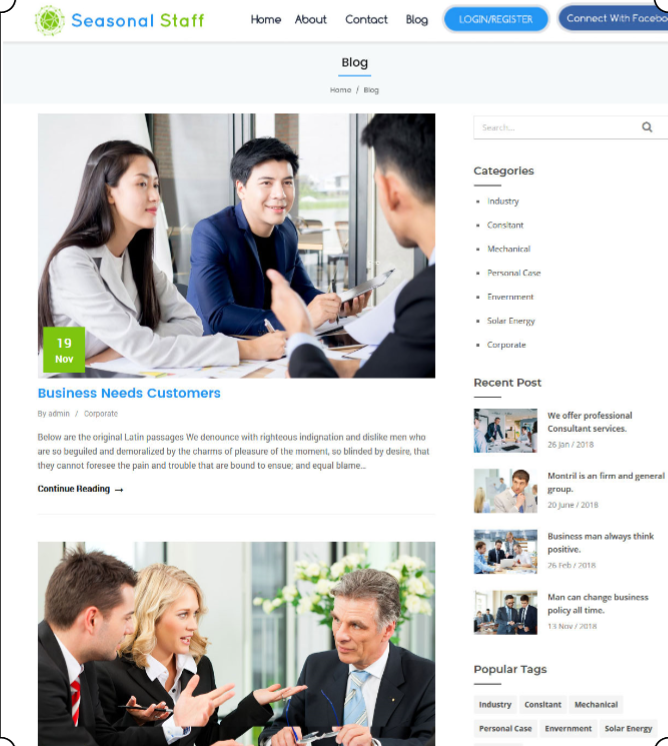 Seasonal Staff
Home About Contact Blog LOGIN/REGISTER Connect With Facebo
Blog
Home / Blog
19
Nov
Business Needs Customers
By admin / Corporate
Below are the original Latin passages We denounce with righteous indignation and dislike men who
are so beguiled and demoralized by the charms of pleasure of the moment, so blinded by desire, that
they cannot foresee the pain and trouble that are bound to ensue; and equal blame...
Continue Reading →
Search...
Categories
Industry
Consitant
Mechanical
Personal Case
Envernment
Solar Energy
Corporate
Recent Post
We offer professional
Consultant services.
26 Jan / 2018
Montril is an firm and general
group.
20 June / 2018
Business man always think
positive.
26 Feb / 2018
Man can change business
policy all time.
13 Nov / 2018
Popular Tags
Industry Consitant Mechanical
Personal Case Envernment Solar Energy